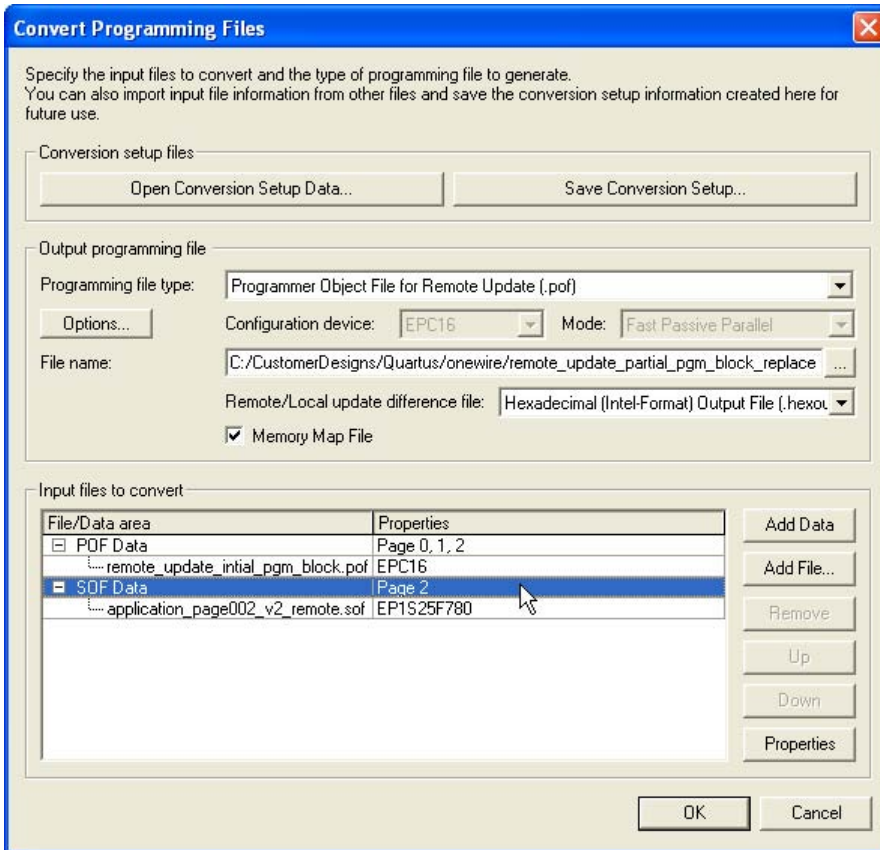 Convert Programming Files
Specify the input files to convert and the type of programming file to generate.
You can also import input file information from other files and save the conversion setup information created here for
future use.
Conversion setup files
Open Conversion Setup Data... Save Conversion Setup...
Output programming file
Programming file type: Programmer Object File for Remote Update (.pof)
Options... Configuration device: EPC16 Mode: Fast Passive Parallel
File name: C:/CustomerDesigns/Quartus/onewire/remote_update_partial_pgm_block_replace ...
Remote/Local update difference file: Hexadecimal (Intel-Format) Output File (.hexou
Memory Map File
Input files to convert
File/Data area Properties
POF Data Page 0, 1, 2
remote_update_intial_pgm_block.pof EPC16
SOF Data Page 2
application_page002_v2_remote.sof EP1S25F780
Add Data
Add File...
Remove
Up
Down
Properties
OK Cancel